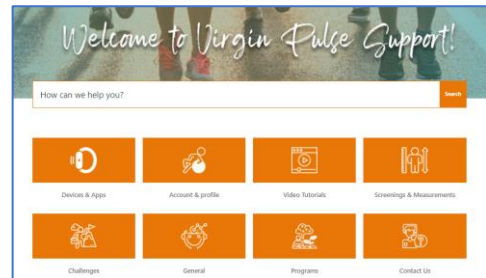 Welcome to Virgin Pulse Support!
How can we help you?
Search
Devices & Apps
Account & profile
Video Tutorials
Screenings & Measurements
Challenges
General
Programs
Contact Us